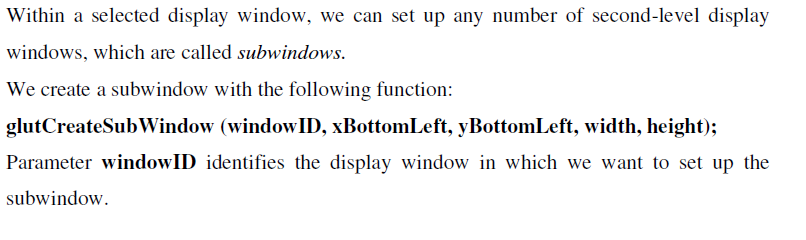 Within a selected display window, we can set up any number of second-level display
windows, which are called subwindows.
We create a subwindow with the following function:
glutCreateSubWindow (windowID, xBottomLeft, yBottomLeft, width, height);
Parameter windowID identifies the display window in which we want to set up the
subwindow.